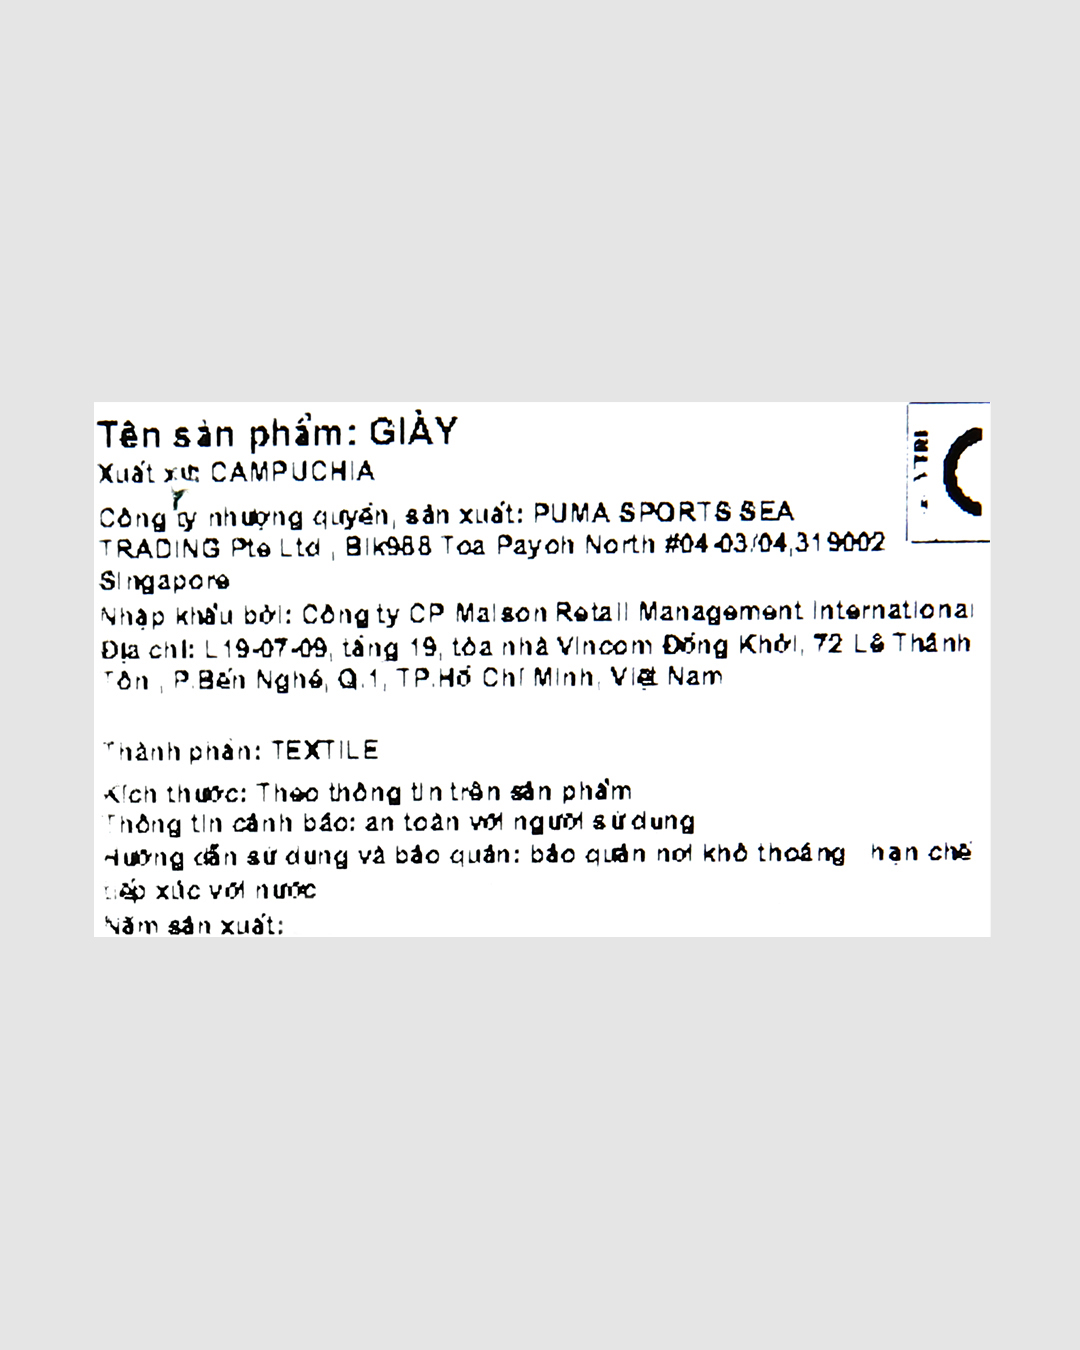 Tên sản phẩm: GIÀY
Xuất xứ: CAMPUCHIA
Công ty nhượng quyền, sản xuất: PUMA SPORTS SEA
TRADING Pte Ltd , Blk988 Toa Payoh North #04-03/04,319002
Singapore
Nhập khẩu bởi: Công ty CP Maison Retail Management International
Địa chỉ: L19-07-09, tầng 19, tòa nhà Vincom Đồng Khởi, 72 Lê Thánh
Tôn , P.Bến Nghé, Q.1, TP.Hồ Chí Minh, Việt Nam
Thành phần: TEXTILE
Kích thước: Theo thông tin trên sản phẩm
Thông tin cảnh báo: an toàn với người sử dụng
Hướng dẫn sử dụng và bảo quản: bảo quản nơi khô thoáng hạn chế
tiếp xúc với nước
Năm sản xuất: